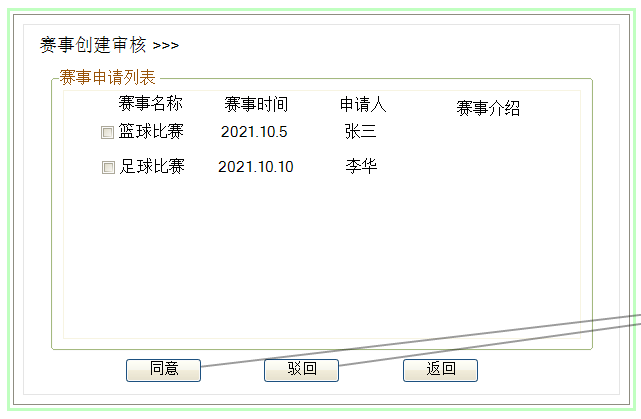 赛事创建审核 >>>
赛事申请列表
赛事名称 赛事时间 申请人 赛事介绍
篮球比赛 2021.10.5 张三
足球比赛 2021.10.10 李华
同意 驳回 返回